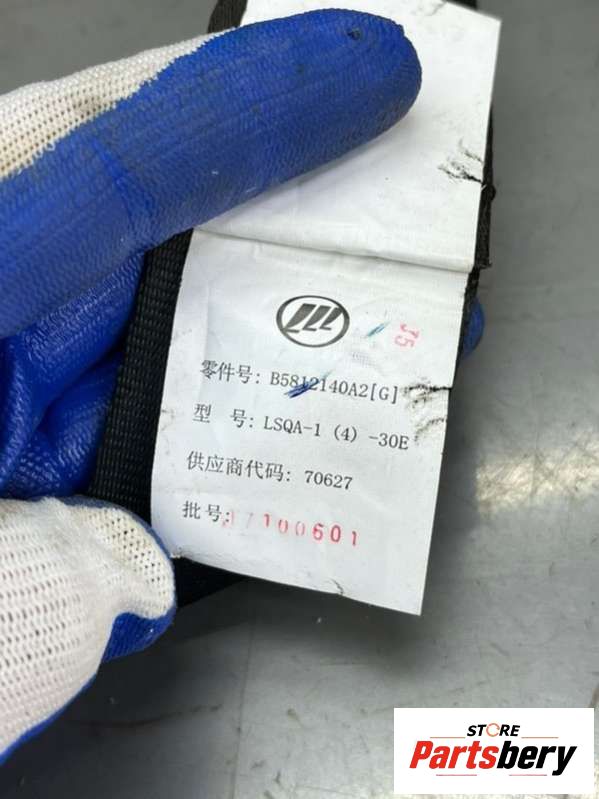 J5
零件号: B5812140A2[G]
型 号: LSQA-1 (4) -30E
供应商代码: 70627
批号: 17100601
STORE
Partsbery